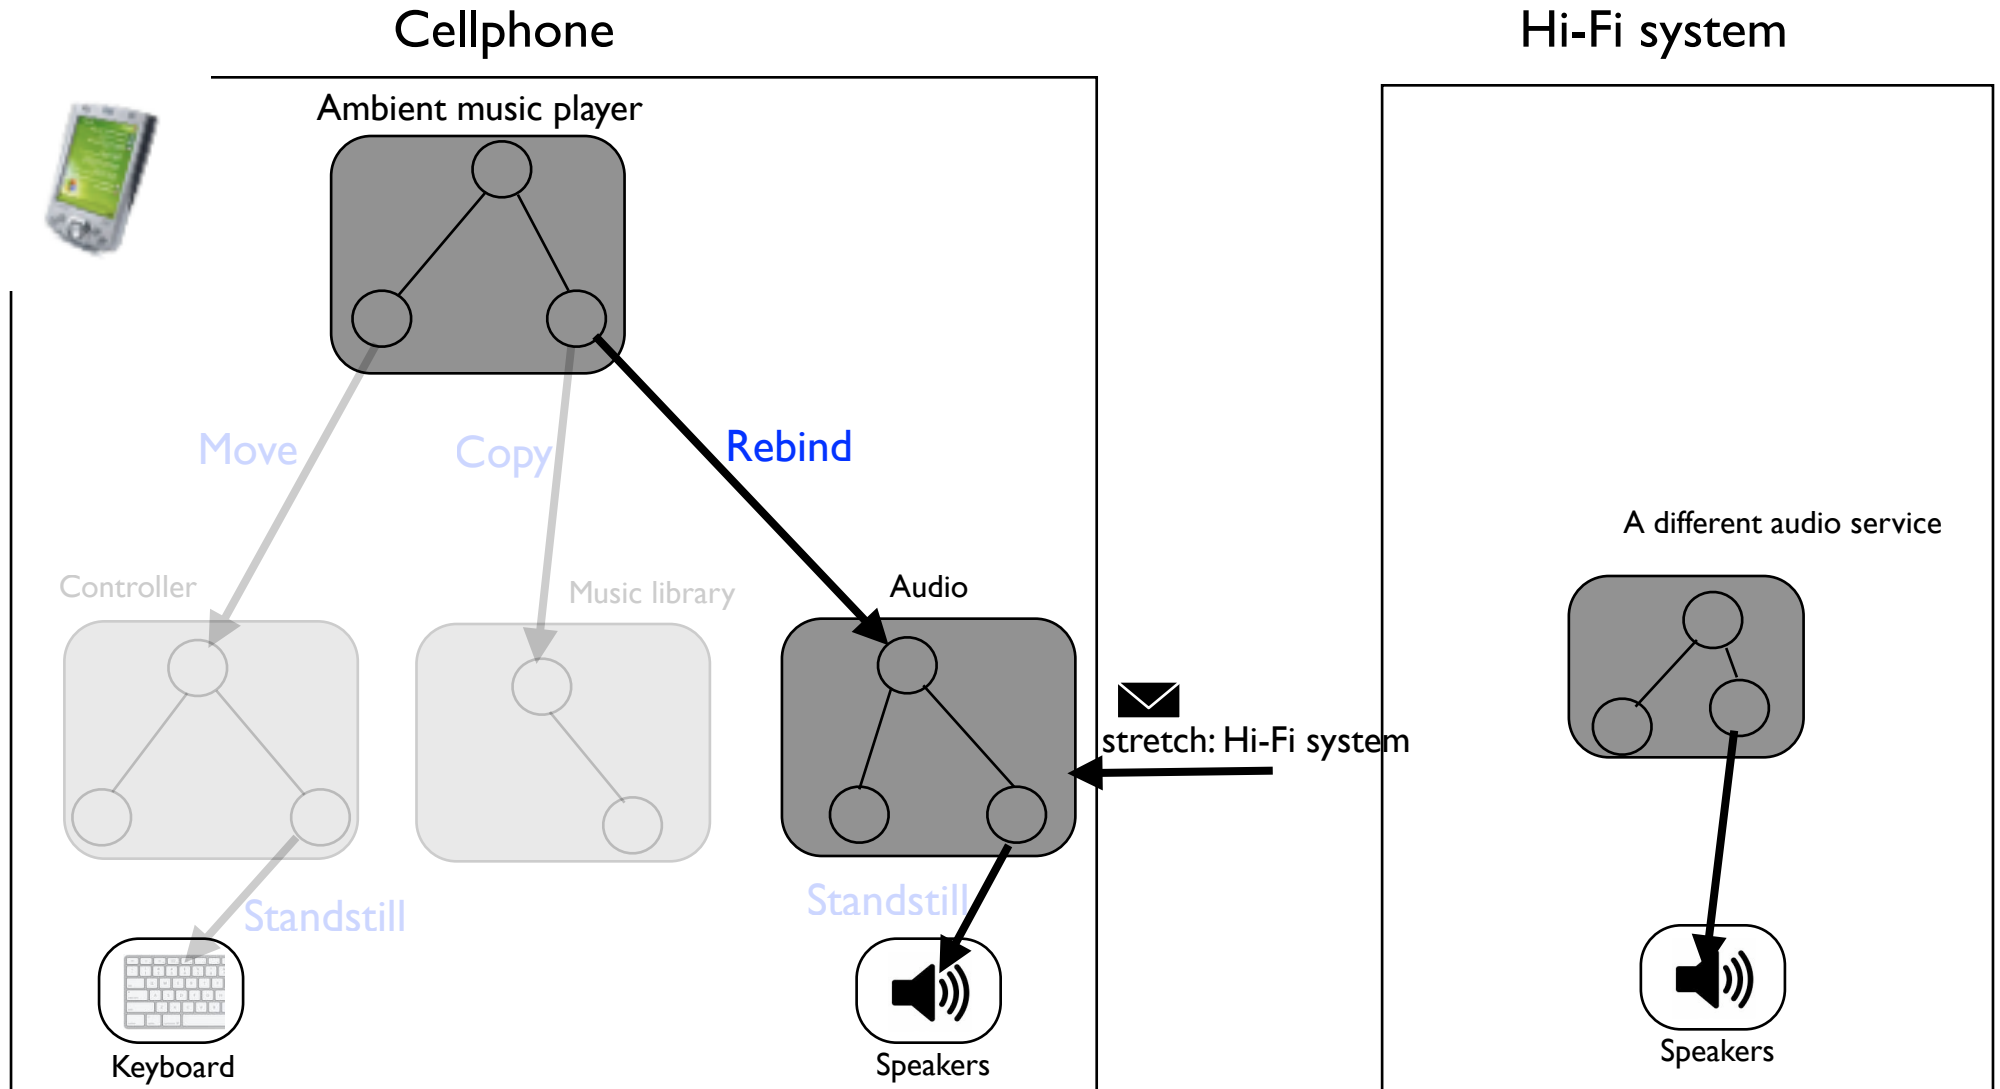 Cellphone
Hi-Fi system
Ambient music player
Move
Copy
Rebind
A different audio service
Controller
Music library
Audio
stretch: Hi-Fi system
Standstill
Standstill
Keyboard
Speakers
Speakers